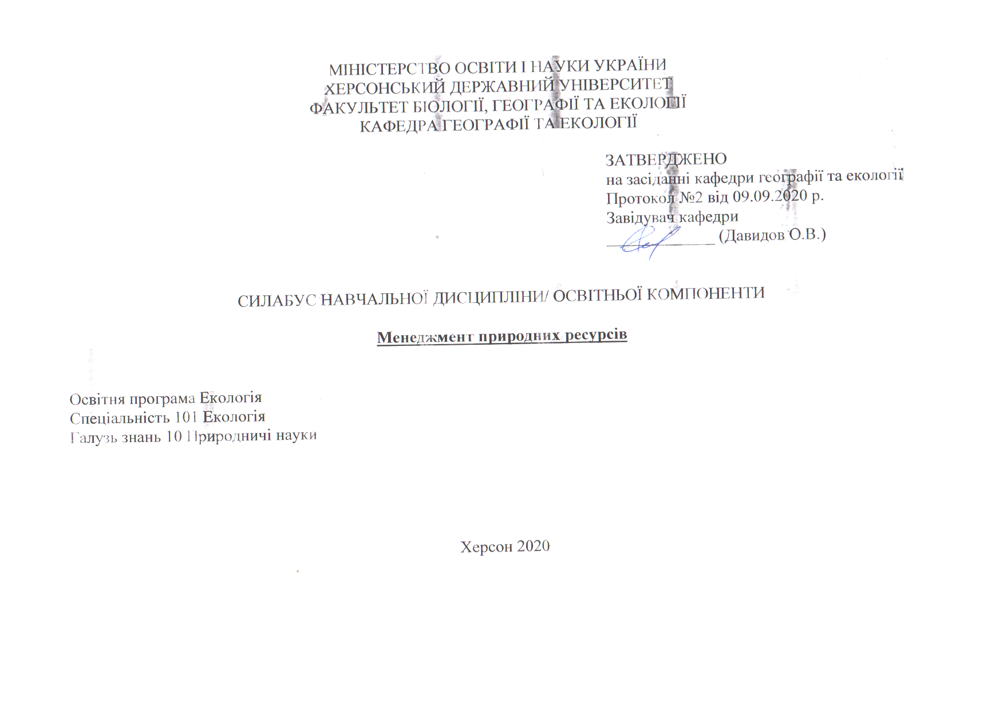 МІНІСТЕРСТВО ОСВІТИ І НАУКИ УКРАЇНИ
ХЕРСОНСЬКИЙ ДЕРЖАВНИЙ УНІВЕРСИТЕТ
ФАКУЛЬТЕТ БІОЛОГІЇ, ГЕОГРАФІЇ ТА ЕКОЛОГІЇ
КАФЕДРА ГЕОГРАФІЇ ТА ЕКОЛОГІЇ
ЗАТВЕРДЖЕНО
на засіданні кафедри географії та екології
Протокол №2 від 09.09.2020 р.
Завідувач кафедри
______________ (Давидов О.В.)
СИЛАБУС НАВЧАЛЬНОЇ ДИСЦИПЛІНИ/ ОСВІТНЬОЇ КОМПОНЕНТИ
Менеджмент природних ресурсів
Освітня програма Екологія
Спеціальність 101 Екологія
Галузь знань 10 Природничі науки
Херсон 2020